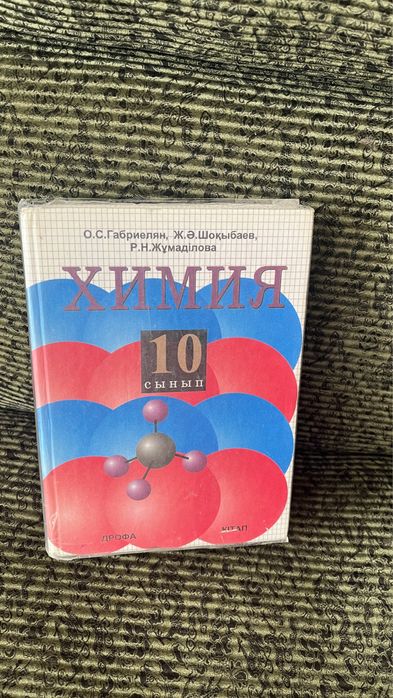 О.С.Габриелян, Ж.Ә.Шоқыбаев,
Р.Н.Жұмаділова
ХИМИЯ
10
СЫНЫП
ДРОФА КІТАП